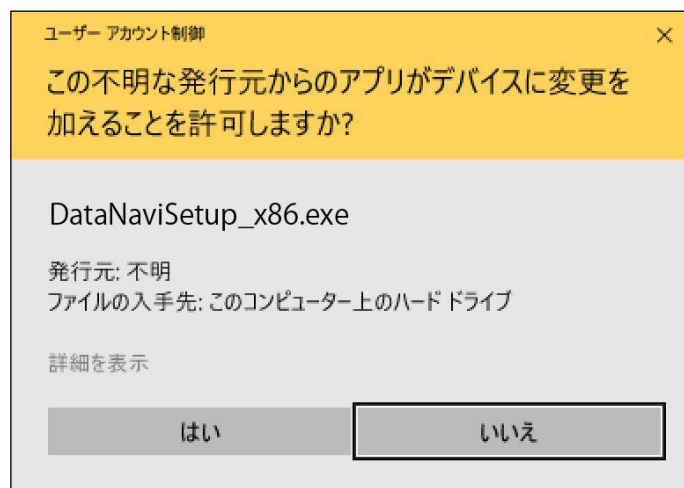 ユーザー アカウント制御
この不明な発行元からのアプリがデバイスに変更を
加えることを許可しますか?
DataNaviSetup_x86.exe
発行元: 不明
ファイルの入手先: このコンピューター上のハード ドライブ
詳細を表示
はい いいえ